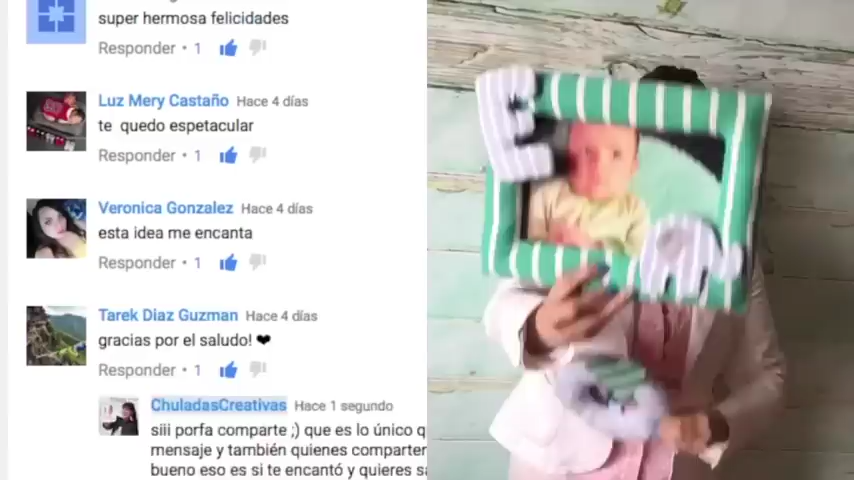 super hermosa felicidades
Responder • 1
Luz Mery Castaño Hace 4 días
te quedo espetacular
Responder • 1
Veronica Gonzalez Hace 4 días
esta idea me encanta
Responder • 1
Tarek Diaz Guzman Hace 4 días
gracias por el saludo! ❤
Responder • 1
ChuladasCreativas Hace 1 segundo
siii porfa comparte ;) que es lo único q
mensaje y también quienes comparter
bueno eso es si te encantó y quieres sa
E